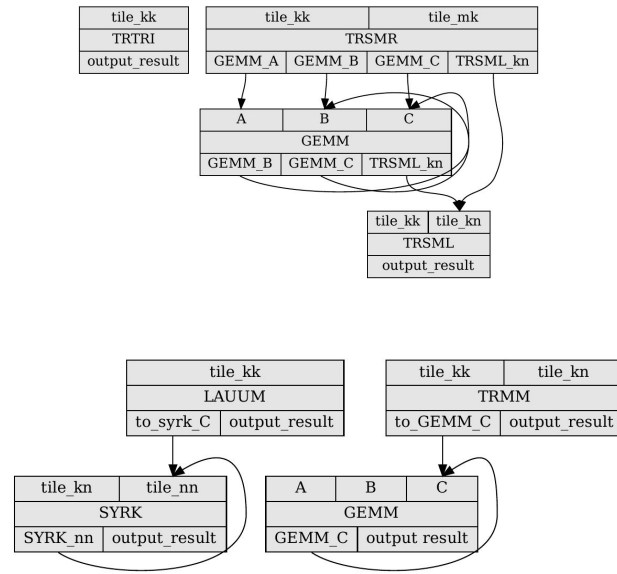 tile_kk
TRTRI
output_result
tile_kk tile_mk
TRSMR
GEMM_A GEMM_B GEMM_C TRSML_kn
A B C
GEMM
GEMM_B GEMM_C TRSML_kn
tile_kk tile_kn
TRSML
output_result
tile_kk
LAUUM
to_syrk_C output_result
tile_kk tile_kn
TRMM
to_GEMM_C output_result
tile_kn tile_nn
SYRK
SYRK_nn output_result
A B C
GEMM
GEMM_C output result